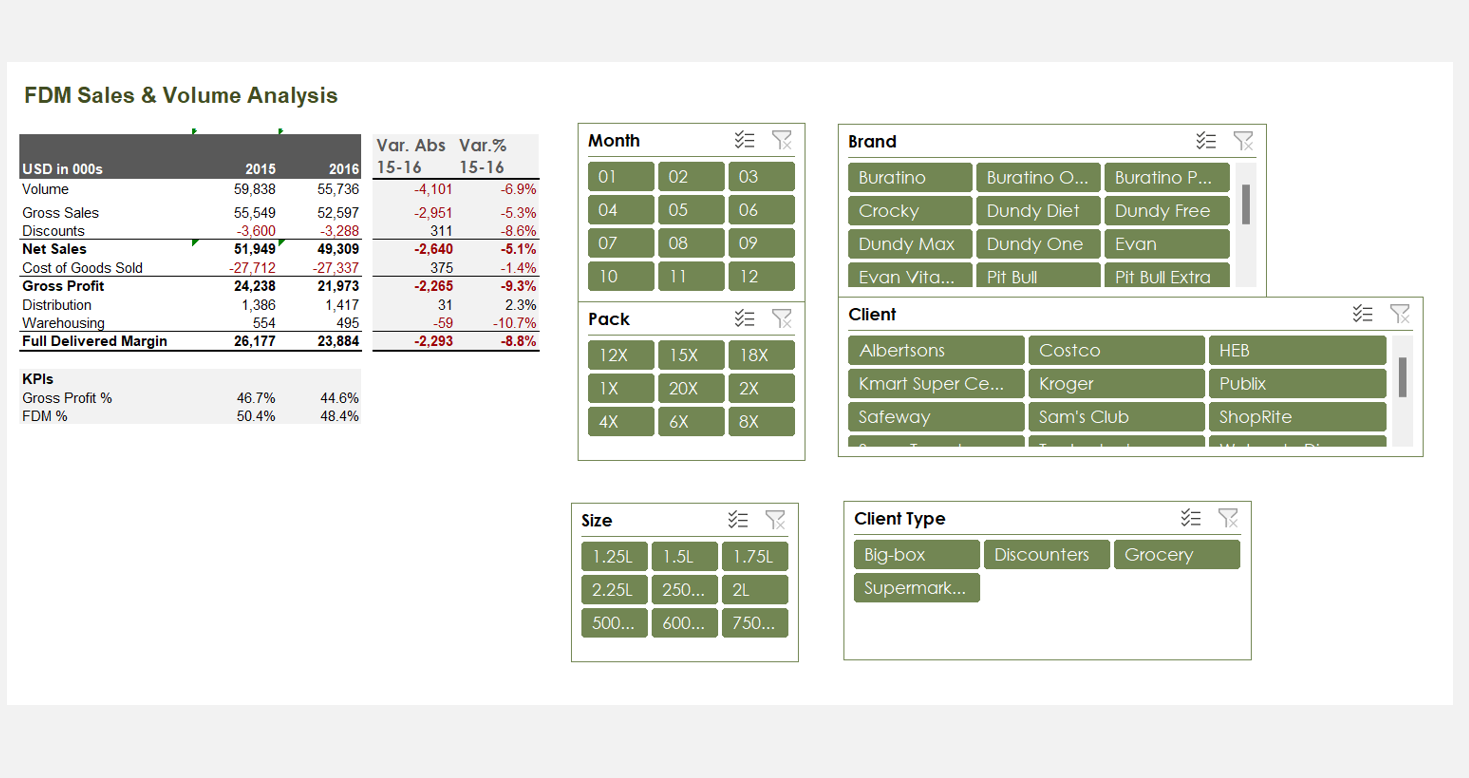 FDM Sales & Volume Analysis
USD in 000s 2015 2016 Var. Abs 15-16 Var.% 15-16
Volume 59,838 55,736 -4,101 -6.9%
Gross Sales 55,549 52,597 -2,951 -5.3%
Discounts -3,600 -3,288 311 -8.6%
Net Sales 51,949 49,309 -2,640 -5.1%
Cost of Goods Sold -27,712 -27,337 375 -1.4%
Gross Profit 24,238 21,973 -2,265 -9.3%
Distribution 1,386 1,417 31 2.3%
Warehousing 554 495 -59 -10.7%
Full Delivered Margin 26,177 23,884 -2,293 -8.8%
KPIs
Gross Profit % 46.7% 44.6%
FDM % 50.4% 48.4%
Month
01 02 03
04 05 06
07 08 09
10 11 12
Pack
12X 15X 18X
1X 20X 2X
4X 6X 8X
Size
1.25L 1.5L 1.75L
2.25L 250... 2L
500... 600... 750...
Brand
Buratino Buratino O... Buratino P...
Crocky Dundy Diet Dundy Free
Dundy Max Dundy One Evan
Evan Vita... Pit Bull Pit Bull Extra
Client
Albertsons Costco HEB
Kmart Super Ce... Kroger Publix
Safeway Sam's Club ShopRite
Client Type
Big-box Discounters Grocery
Supermark...